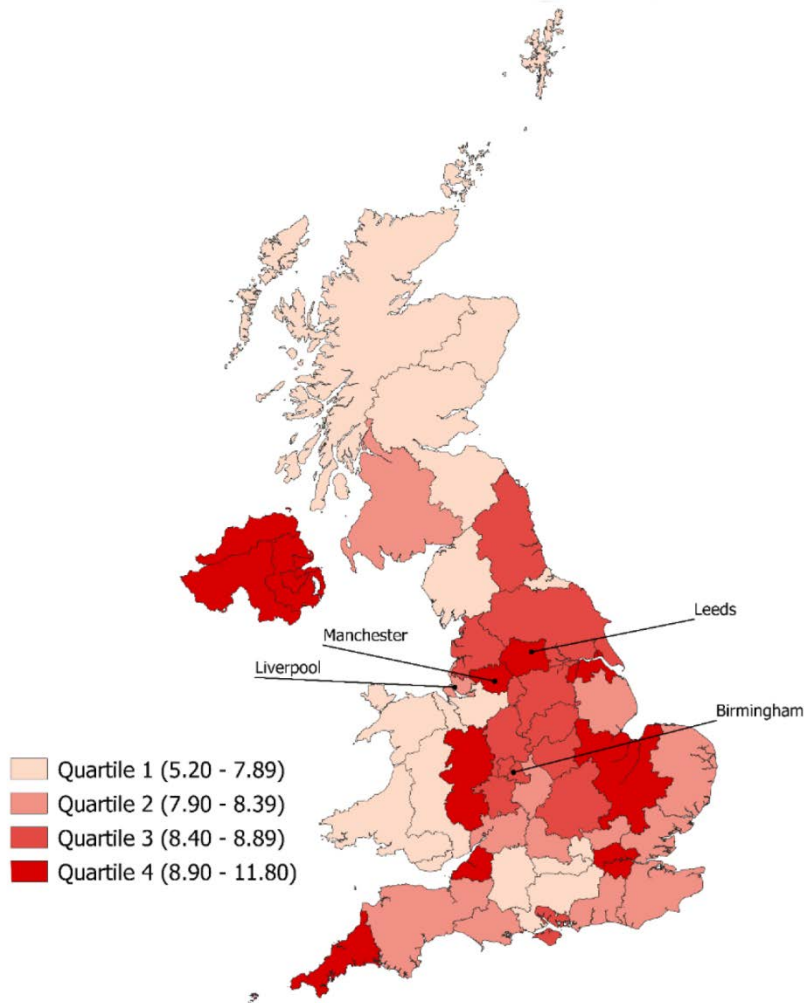 Leeds
Manchester
Liverpool
Birmingham
Quartile 1 (5.20 - 7.89)
Quartile 2 (7.90 - 8.39)
Quartile 3 (8.40 - 8.89)
Quartile 4 (8.90 - 11.80)